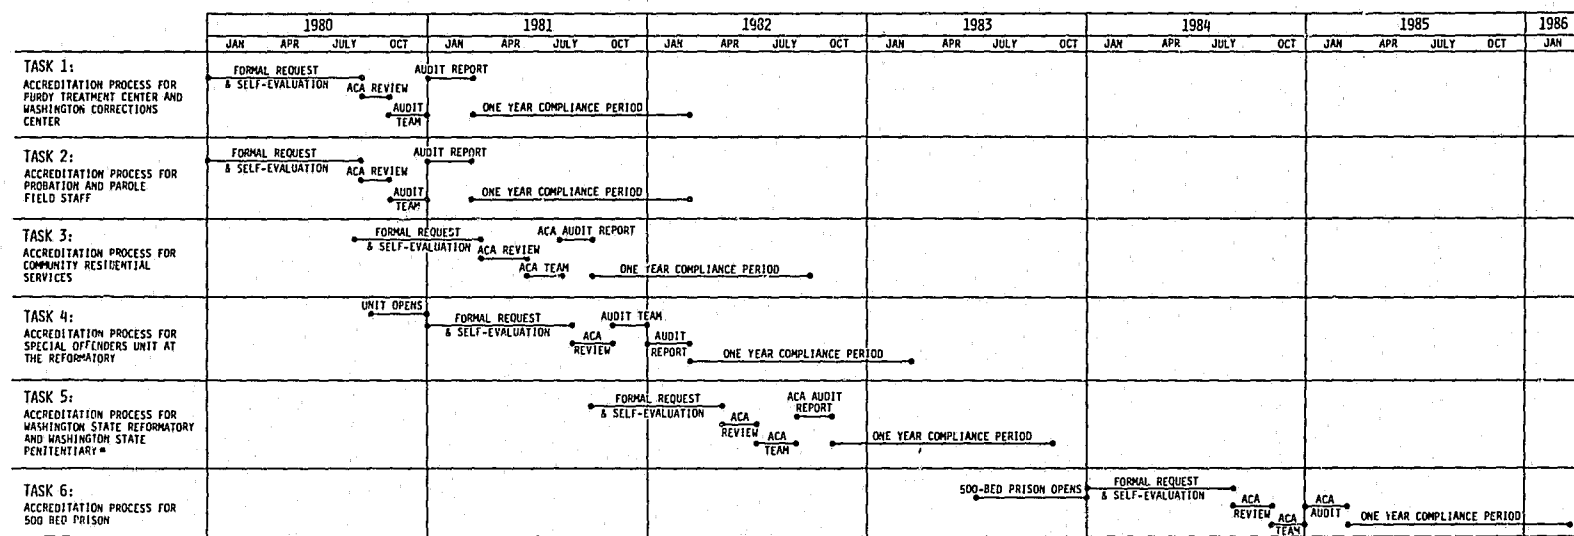 1980 1981 1982 1983 1984 1985 1986
JAN APR JULY OCT JAN APR JULY OCT JAN APR JULY OCT JAN APR JULY OCT JAN APR JULY OCT JAN APR JULY OCT JAN
TASK 1:
ACCREDITATION PROCESS FOR
PURDY TREATMENT CENTER AND
WASHINGTON CORRECTIONS
CENTER
FORMAL REQUEST
& SELF-EVALUATION
ACA REVIEW
AUDIT
TEAM
AUDIT REPORT
ONE YEAR COMPLIANCE PERIOD
TASK 2:
ACCREDITATION PROCESS FOR
PROBATION AND PAROLE
FIELD STAFF
FORMAL REQUEST
& SELF-EVALUATION
ACA REVIEW
AUDIT
TEAM
AUDIT REPORT
ONE YEAR COMPLIANCE PERIOD
TASK 3:
ACCREDITATION PROCESS FOR
COMMUNITY RESIDENTIAL
SERVICES
FORMAL REQUEST
& SELF-EVALUATION
ACA REVIEW
ACA TEAM
ACA AUDIT REPORT
ONE YEAR COMPLIANCE PERIOD
TASK 4:
ACCREDITATION PROCESS FOR
SPECIAL OFFENDERS UNIT AT
THE REFORMATORY
UNIT OPENS
FORMAL REQUEST
& SELF-EVALUATION
ACA
REVIEW
AUDIT TEAM
AUDIT
REPORT
ONE YEAR COMPLIANCE PERIOD
TASK 5:
ACCREDITATION PROCESS FOR
WASHINGTON STATE REFORMATORY
AND WASHINGTON STATE
PENITENTIARY*
FORMAL REQUEST
& SELF-EVALUATION
ACA
REVIEW
ACA
TEAM
ACA AUDIT
REPORT
ONE YEAR COMPLIANCE PERIOD
TASK 6:
ACCREDITATION PROCESS FOR
500 BED PRISON
500-BED PRISON OPENS
FORMAL REQUEST
& SELF-EVALUATION
ACA
REVIEW
ACA
TEAM
ACA
AUDIT
ONE YEAR COMPLIANCE PERIOD